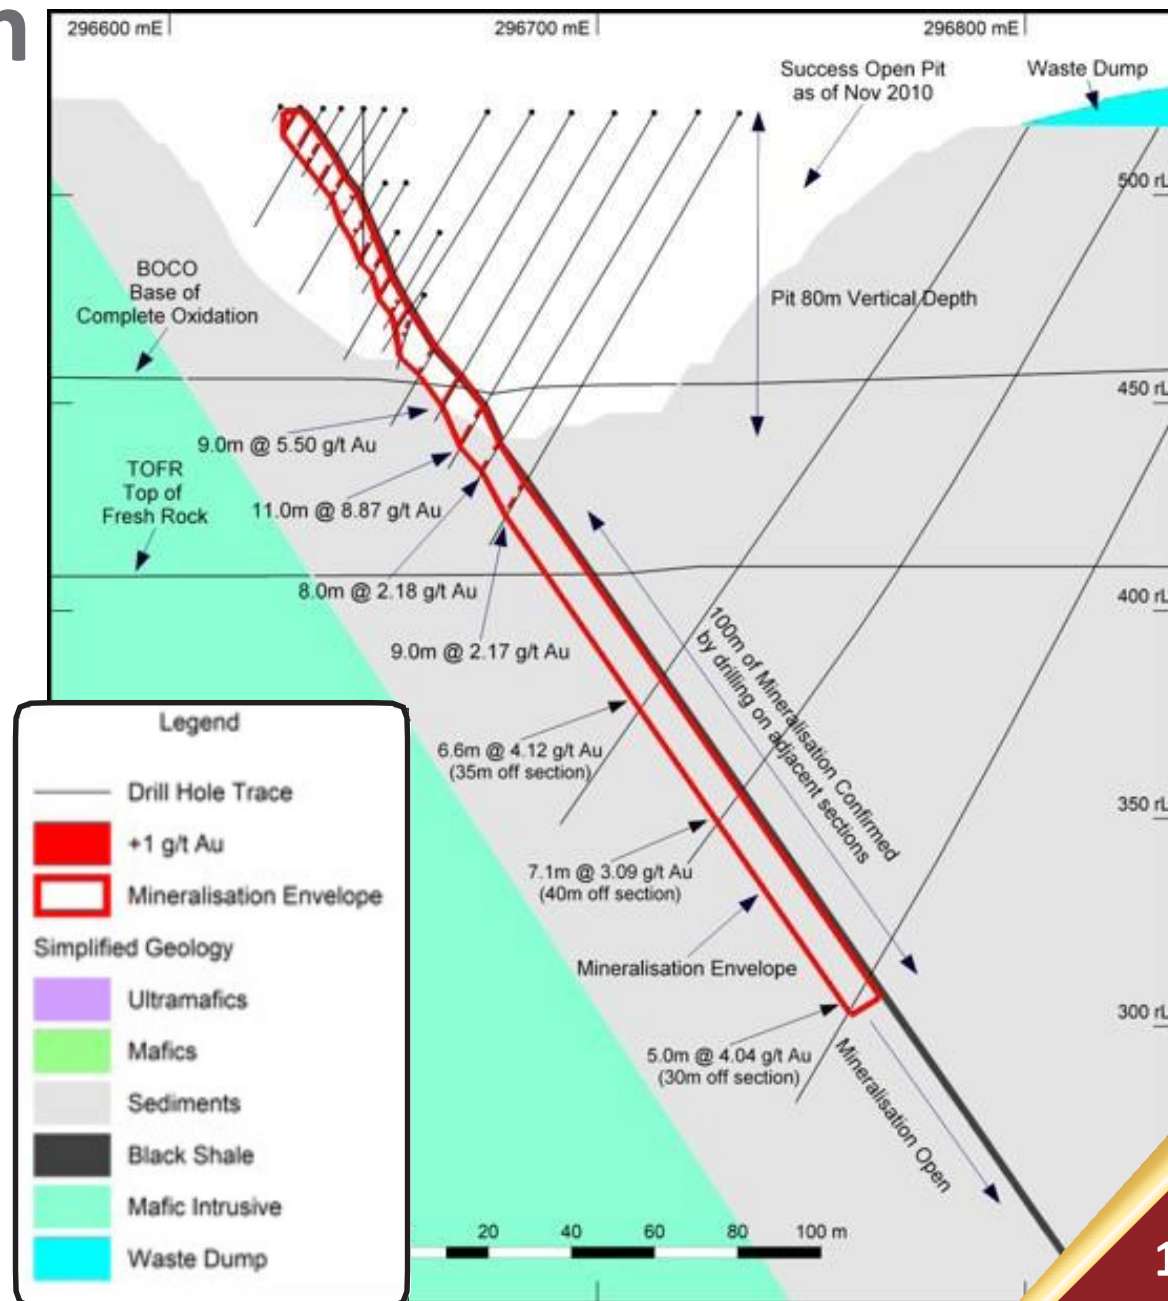 n
296600 mE
296700 mE
296800 mE
Success Open Pit
as of Nov 2010
Waste Dump
500 rL
BOCO
Base of
Complete Oxidation
Pit 80m Vertical Depth
450 rL
9.0m @ 5.50 g/t Au
TOFR
Top of
Fresh Rock
11.0m @ 8.87 g/t Au
8.0m @ 2.18 g/t Au
400 rL
9.0m @ 2.17 g/t Au
100m of Mineralisation Confirmed
by drilling on adjacent sections
6.6m @ 4.12 g/t Au
(35m off section)
350 rL
7.1m @ 3.09 g/t Au
(40m off section)
Mineralisation Envelope
300 rL
5.0m @ 4.04 g/t Au
(30m off section)
Mineralisation Open
Legend
Drill Hole Trace
+1 g/t Au
Mineralisation Envelope
Simplified Geology
Ultramafics
Mafics
Sediments
Black Shale
Mafic Intrusive
Waste Dump
20 40 60 80 100 m
1